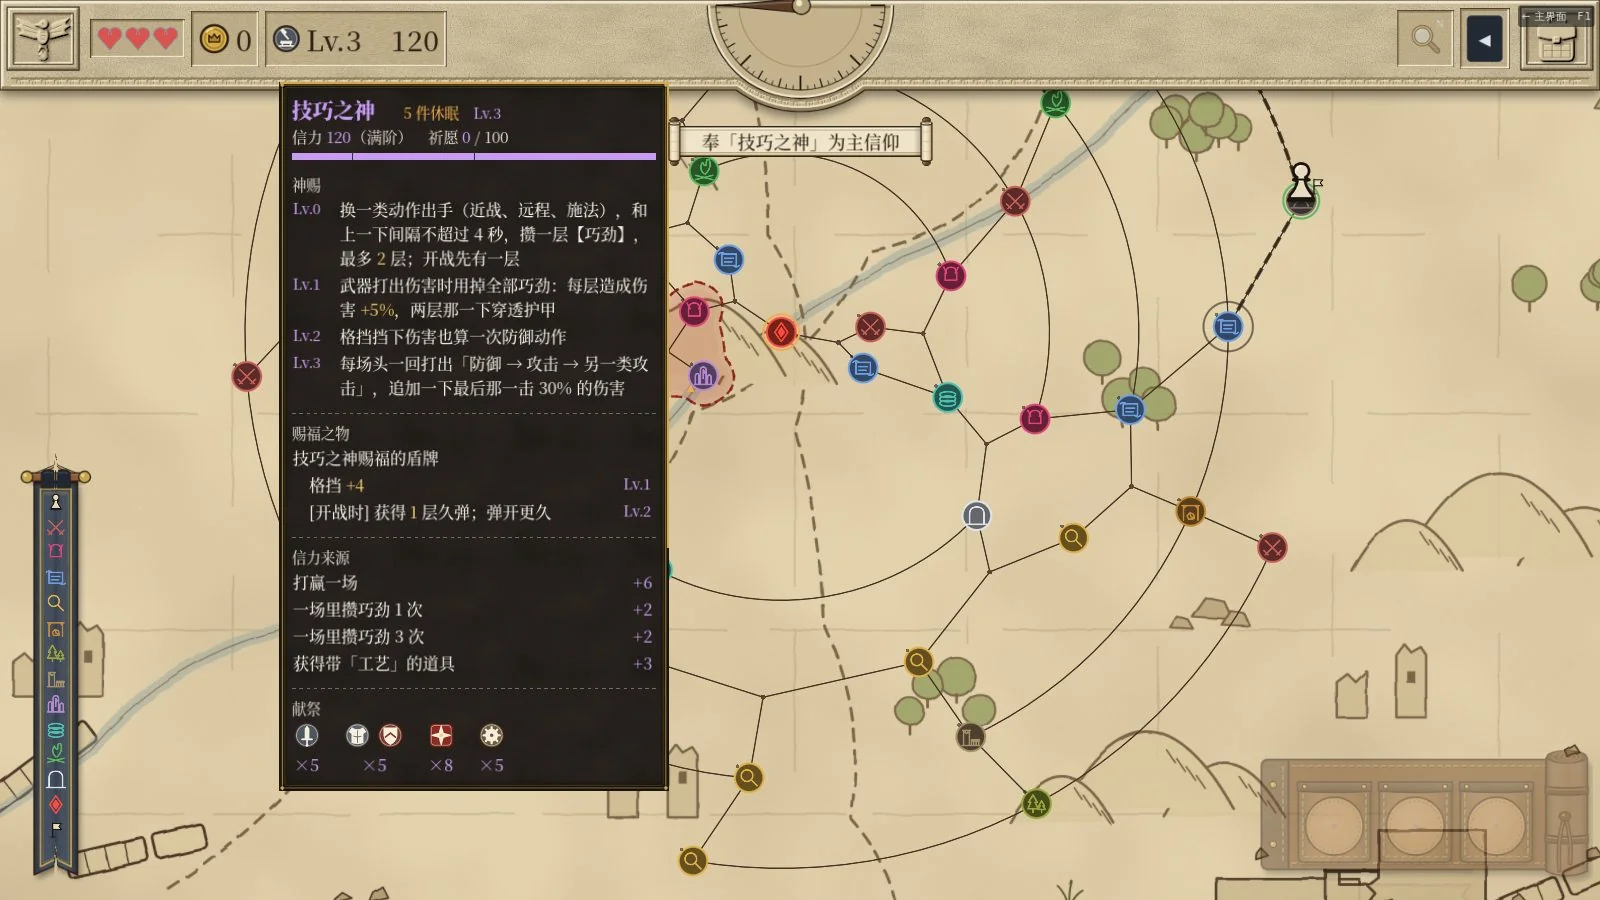 0
Lv.3 120
← 主界面 F1
奉「技巧之神」为主信仰
技巧之神 5 件休眠 Lv.3
信力 120（满阶） 祈愿 0 / 100
神赐
Lv.0 换一类动作出手（近战、远程、施法），和
上一下间隔不超过 4 秒，攒一层【巧劲】，
最多 2 层；开战先有一层
Lv.1 武器打出伤害时用掉全部巧劲：每层造成伤
害 +5%，两层那一下穿透护甲
Lv.2 格挡挡下伤害也算一次防御动作
Lv.3 每场头一回打出「防御 → 攻击 → 另一类攻
击」，追加一下最后那一击 30% 的伤害
赐福之物
技巧之神赐福的盾牌
格挡 +4 Lv.1
[开战时] 获得 1 层久弹；弹开更久 Lv.2
信力来源
打赢一场 +6
一场里攒巧劲 1 次 +2
一场里攒巧劲 3 次 +2
获得带「工艺」的道具 +3
献祭
×5 ×5 ×8 ×5